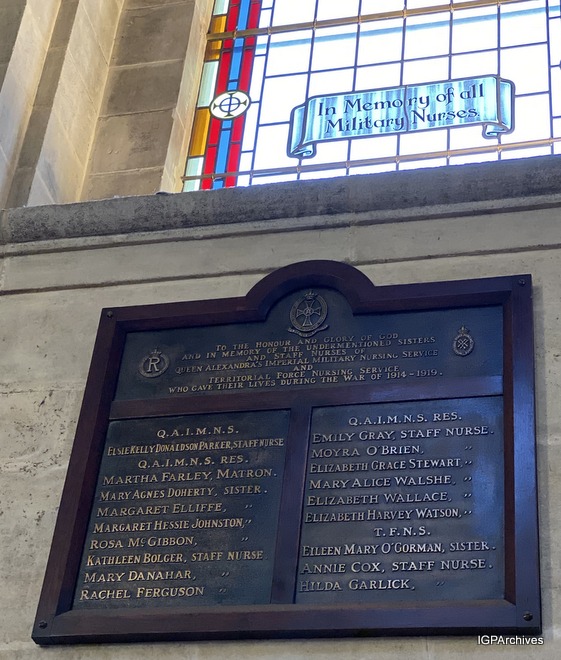 In Memory of all
Military Nurses.
TO THE HONOUR AND GLORY OF GOD
AND IN MEMORY OF THE UNDERMENTIONED SISTERS
AND STAFF NURSES OF
QUEEN ALEXANDRA'S IMPERIAL MILITARY NURSING SERVICE
AND
TERRITORIAL FORCE NURSING SERVICE
WHO GAVE THEIR LIVES DURING THE WAR OF 1914-1919.
R
Q.A.I.M.N.S.
ELSIE KELLY DONALDSON PARKER, STAFF NURSE
Q.A.I.M.N.S. RES.
MARTHA FARLEY, MATRON.
MARY AGNES DOHERTY, SISTER.
MARGARET ELLIFFE, "
MARGARET HESSIE JOHNSTON, "
ROSA McGIBBON, "
KATHLEEN BOLGER, STAFF NURSE
MARY DANAHAR, "
RACHEL FERGUSON "
Q.A.I.M.N.S. RES.
EMILY GRAY, STAFF NURSE.
MOYRA O'BRIEN, "
ELIZABETH GRACE STEWART, "
MARY ALICE WALSHE, "
ELIZABETH WALLACE, "
ELIZABETH HARVEY WATSON, "
T.F.N.S.
EILEEN MARY O'GORMAN, SISTER.
ANNIE COX, STAFF NURSE.
HILDA GARLICK, "
IGPArchives